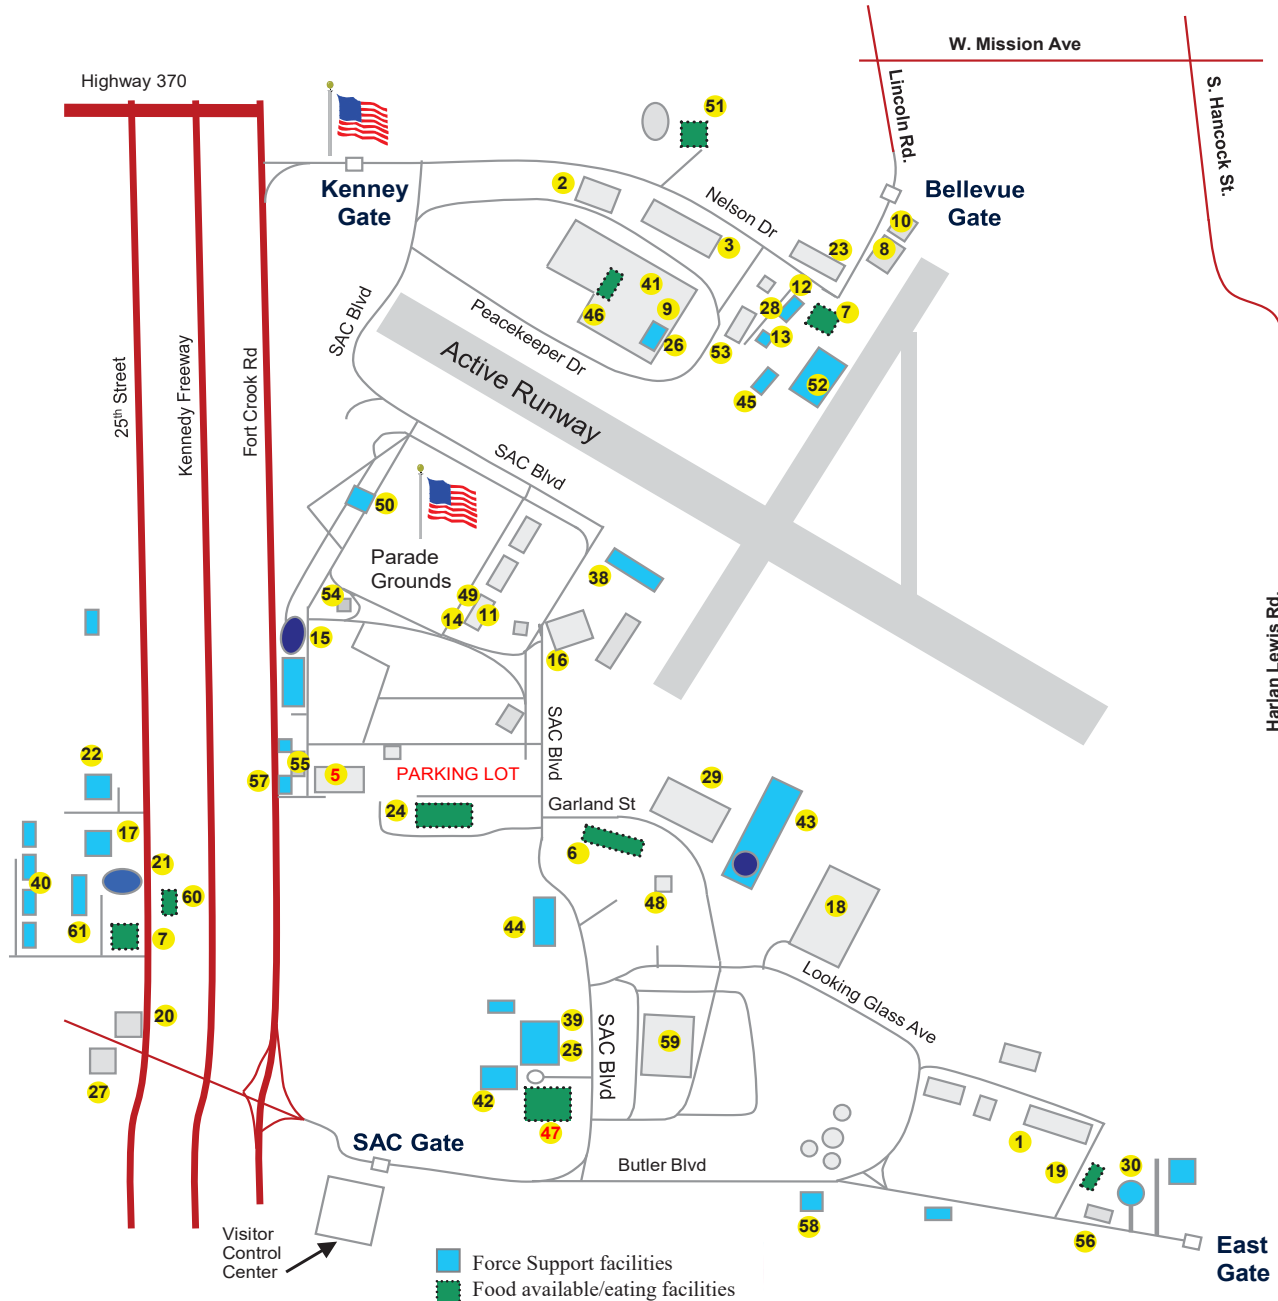 W. Mission Ave
Highway 370
Lincoln Rd.
S. Hancock St.
51
Kenney
Gate
2
Nelson Dr
Bellevue
Gate
10
3
23
8
41
12
9
28
7
46
26
13
53
SAC Blvd
Peacekeeper Dr
Active Runway
52
45
25th Street
Kennedy Freeway
Fort Crook Rd
SAC Blvd
50
Parade
Grounds
38
54
49
14
11
15
16
Harlan Lewis Rd.
SAC Blvd
22
55
57
5
PARKING LOT
29
24
Garland St
43
17
6
21
40
60
48
18
61
7
44
Looking Glass Ave
20
39
25
SAC Blvd
59
27
42
47
1
SAC Gate
Butler Blvd
19
30
58
56
Visitor
Control
Center
East
Gate
Force Support facilities
Food available/eating facilities